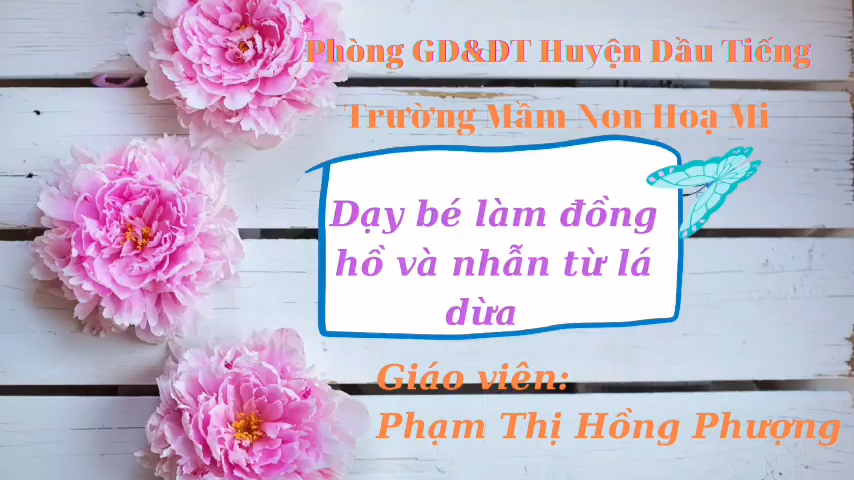 Phòng GD&ĐT Huyện Dầu Tiếng
Trường Mầm Non Hoạ Mi
Dạy bé làm đồng
hồ và nhẫn từ lá
dừa
Giáo viên:
Phạm Thị Hồng Phượng